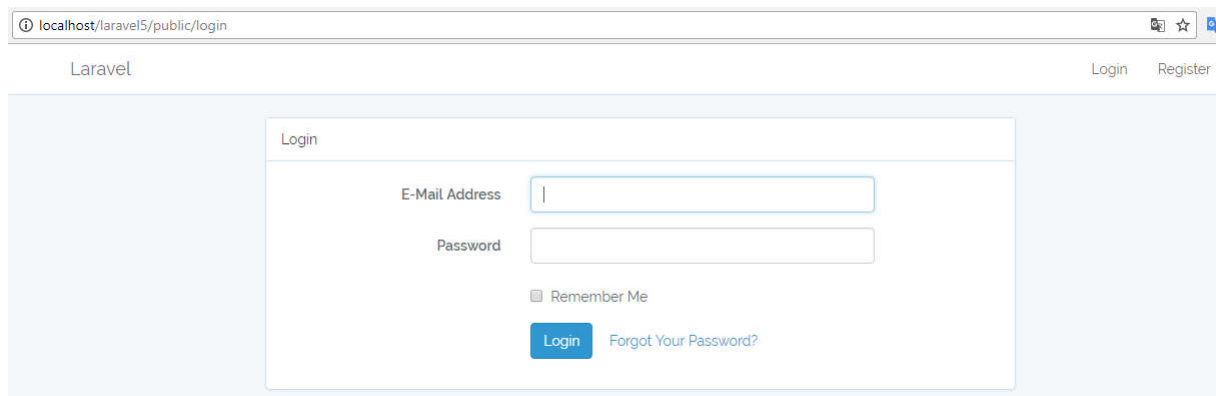 localhost/laravel5/public/login
Laravel Login Register
Login
E-Mail Address
Password
Remember Me
Login Forgot Your Password?